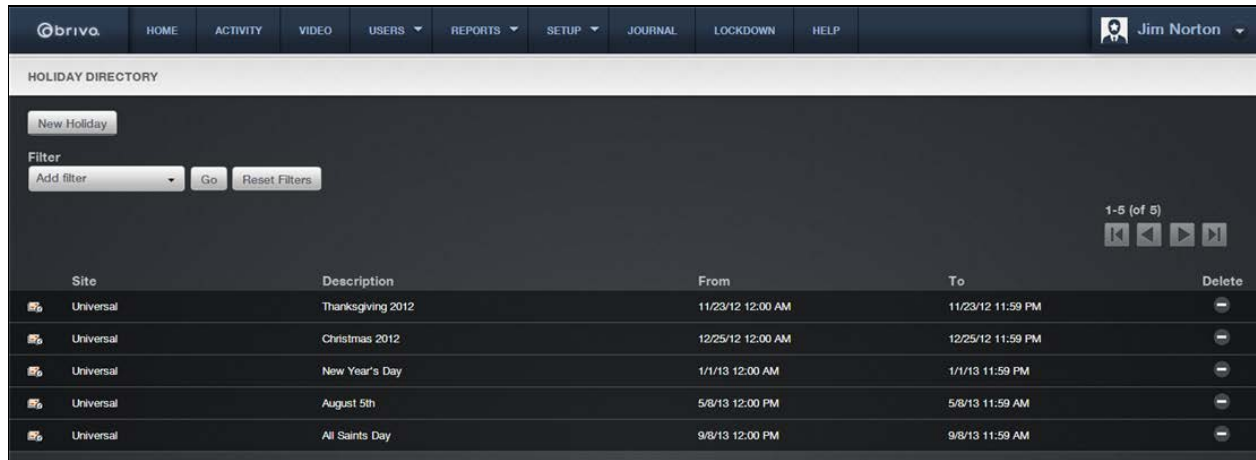 brivo.
HOME
ACTIVITY
VIDEO
USERS
REPORTS
SETUP
JOURNAL
LOCKDOWN
HELP
Jim Norton
HOLIDAY DIRECTORY
New Holiday
Filter
Add filter
Go
Reset Filters
1-5 (of 5)
Site Description From To Delete
Universal Thanksgiving 2012 11/23/12 12:00 AM 11/23/12 11:59 PM
Universal Christmas 2012 12/25/12 12:00 AM 12/25/12 11:59 PM
Universal New Year's Day 1/1/13 12:00 AM 1/1/13 11:59 PM
Universal August 5th 5/8/13 12:00 PM 5/8/13 11:59 AM
Universal All Saints Day 9/8/13 12:00 PM 9/8/13 11:59 AM